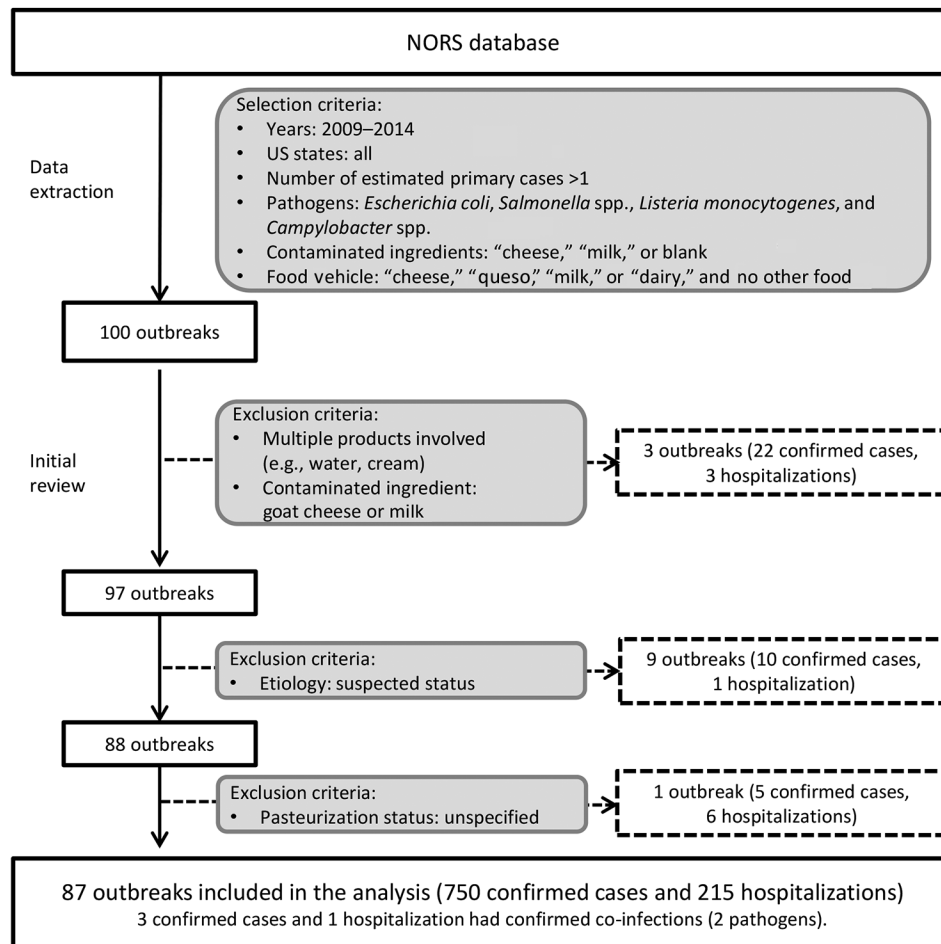 NORS database
Selection criteria:
• Years: 2009–2014
• US states: all
• Number of estimated primary cases >1
• Pathogens: Escherichia coli, Salmonella spp., Listeria monocytogenes, and
Campylobacter spp.
• Contaminated ingredients: “cheese,” “milk,” or blank
• Food vehicle: “cheese,” “queso,” “milk,” or “dairy,” and no other food
Data
extraction
100 outbreaks
Exclusion criteria:
• Multiple products involved
(e.g., water, cream)
• Contaminated ingredient:
goat cheese or milk
3 outbreaks (22 confirmed cases,
3 hospitalizations)
Initial
review
97 outbreaks
Exclusion criteria:
• Etiology: suspected status
9 outbreaks (10 confirmed cases,
1 hospitalization)
88 outbreaks
Exclusion criteria:
• Pasteurization status: unspecified
1 outbreak (5 confirmed cases,
6 hospitalizations)
87 outbreaks included in the analysis (750 confirmed cases and 215 hospitalizations)
3 confirmed cases and 1 hospitalization had confirmed co-infections (2 pathogens).